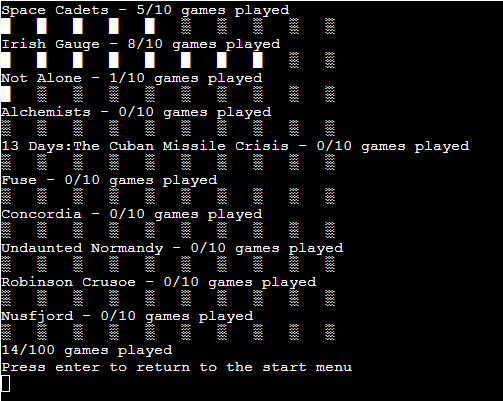 Space Cadets - 5/10 games played
█ █ █ █ █ ▒ ▒ ▒ ▒ ▒
Irish Gauge - 8/10 games played
█ █ █ █ █ █ █ █ ▒ ▒
Not Alone - 1/10 games played
█ ▒ ▒ ▒ ▒ ▒ ▒ ▒ ▒ ▒
Alchemists - 0/10 games played
▒ ▒ ▒ ▒ ▒ ▒ ▒ ▒ ▒ ▒
13 Days:The Cuban Missile Crisis - 0/10 games played
▒ ▒ ▒ ▒ ▒ ▒ ▒ ▒ ▒ ▒
Fuse - 0/10 games played
▒ ▒ ▒ ▒ ▒ ▒ ▒ ▒ ▒ ▒
Concordia - 0/10 games played
▒ ▒ ▒ ▒ ▒ ▒ ▒ ▒ ▒ ▒
Undaunted Normandy - 0/10 games played
▒ ▒ ▒ ▒ ▒ ▒ ▒ ▒ ▒ ▒
Robinson Crusoe - 0/10 games played
▒ ▒ ▒ ▒ ▒ ▒ ▒ ▒ ▒ ▒
Nusfjord - 0/10 games played
▒ ▒ ▒ ▒ ▒ ▒ ▒ ▒ ▒ ▒
14/100 games played
Press enter to return to the start menu